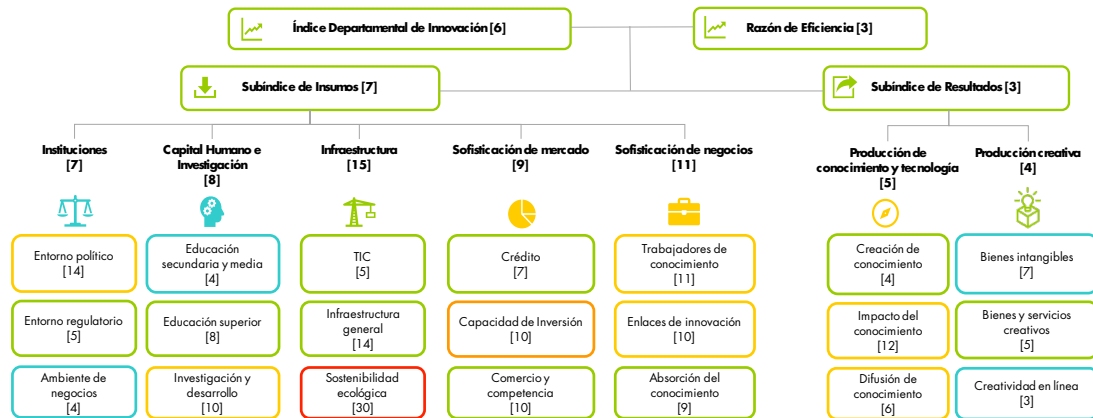 Índice Departamental de Innovación [6]
Razón de Eficiencia [3]
Subíndice de Insumos [7]
Subíndice de Resultados [3]
Instituciones
[7]
Capital Humano e
Investigación
[8]
Infraestructura
[15]
Sofisticación de mercado
[9]
Sofisticación de negocios
[11]
Producción de
conocimiento y tecnología
[5]
Producción creativa
[4]
Entorno político
[14]
Educación
secundaria y media
[4]
TIC
[5]
Crédito
[7]
Trabajadores de
conocimiento
[11]
Creación de
conocimiento
[4]
Bienes intangibles
[7]
Entorno regulatorio
[5]
Educación superior
[8]
Infraestructura
general
[14]
Capacidad de Inversión
[10]
Enlaces de innovación
[10]
Impacto del
conocimiento
[12]
Bienes y servicios
creativos
[5]
Ambiente de
negocios
[4]
Investigación y
desarrollo
[10]
Sostenibilidad
ecológica
[30]
Comercio y
competencia
[10]
Absorción del
conocimiento
[9]
Difusión de
conocimiento
[6]
Creatividad en línea
[3]